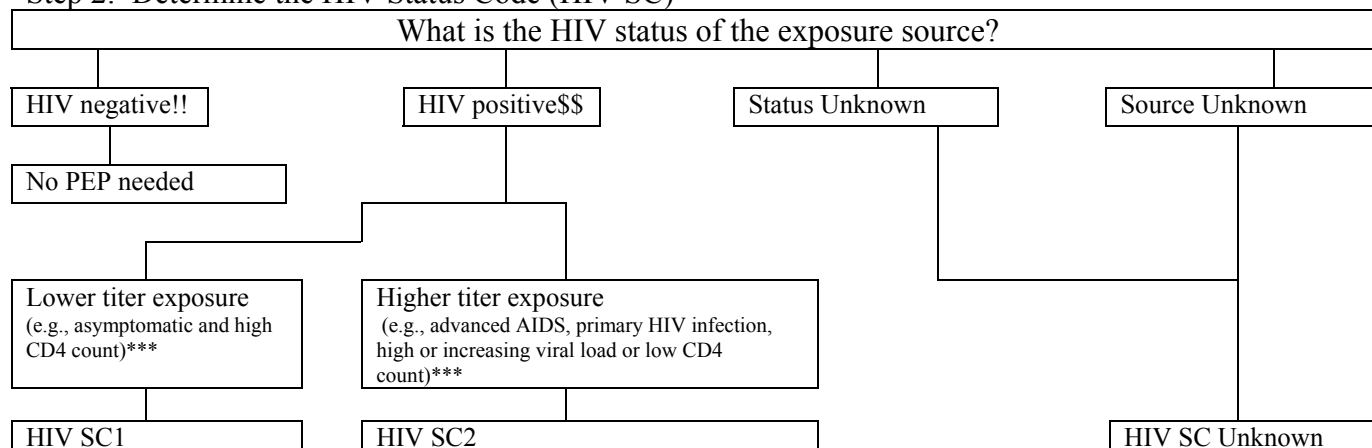 Step 2: Determine the HIV Status Code (HIV SC)
What is the HIV status of the exposure source?
HIV negative!!
HIV positive$$
Status Unknown
Source Unknown
No PEP needed
Lower titer exposure
(e.g., asymptomatic and high
CD4 count)***
Higher titer exposure
(e.g., advanced AIDS, primary HIV infection,
high or increasing viral load or low CD4
count)***
HIV SC1
HIV SC2
HIV SC Unknown